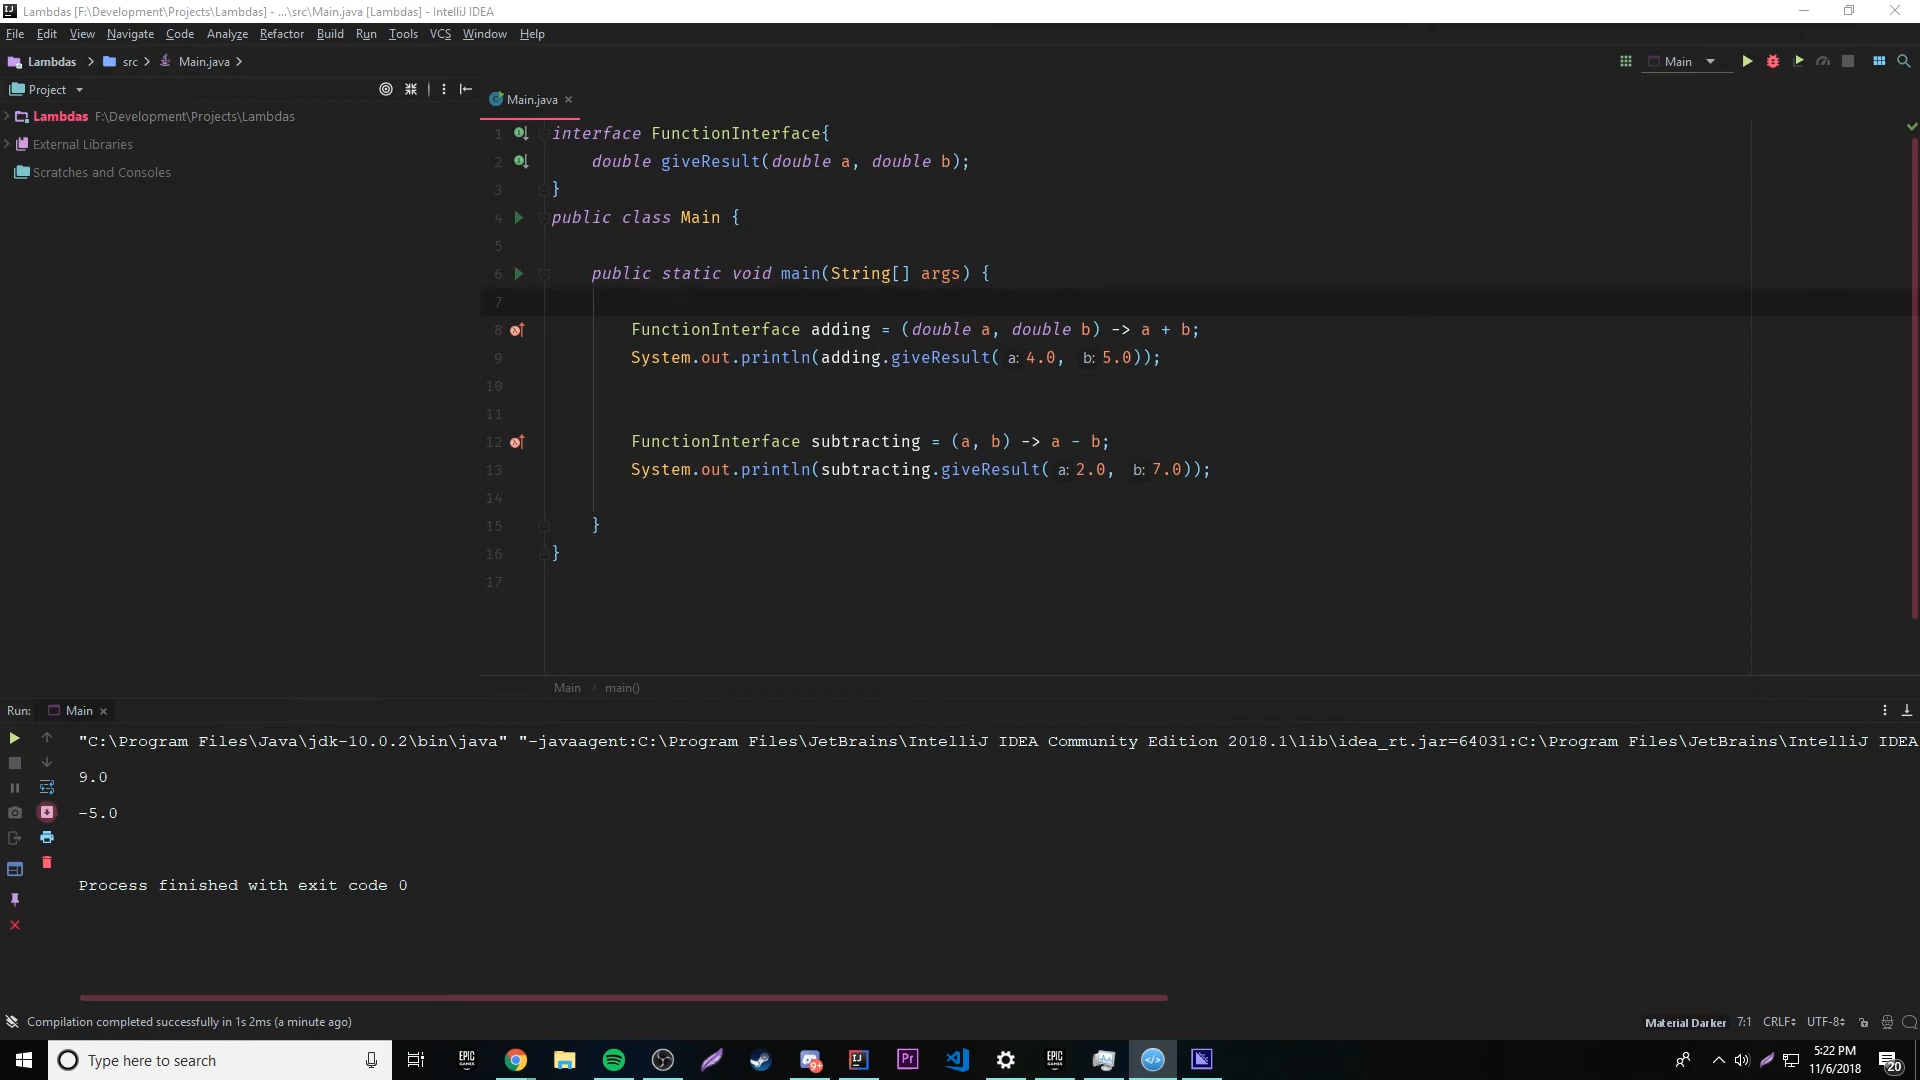 Lambdas [F:\Development\Projects\Lambdas] - ...\src\Main.java [Lambdas] - IntelliJ IDEA
File Edit View Navigate Code Analyze Refactor Build Run Tools VCS Window Help
Lambdas src Main.java Main
Project
Main.java
Lambdas F:\Development\Projects\Lambdas
External Libraries
Scratches and Consoles
1 interface FunctionInterface{
2 double giveResult(double a, double b);
3 }
4 public class Main {
5
6 public static void main(String[] args) {
7
8 FunctionInterface adding = (double a, double b) -> a + b;
9 System.out.println(adding.giveResult( a: 4.0, b: 5.0));
10
11
12 FunctionInterface subtracting = (a, b) -> a - b;
13 System.out.println(subtracting.giveResult( a: 2.0, b: 7.0));
14
15 }
16 }
17
Main main()
Run: Main
"C:\Program Files\Java\jdk-10.0.2\bin\java" "-javaagent:C:\Program Files\JetBrains\IntelliJ IDEA Community Edition 2018.1\lib\idea_rt.jar=64031:C:\Program Files\JetBrains\IntelliJ IDEA
9.0
-5.0
Process finished with exit code 0
Compilation completed successfully in 1s 2ms (a minute ago)
Material Darker 7:1 CRLF UTF-8
Type here to search
EPIC GAMES
9+
IJ
Pr
EPIC GAMES
5:22 PM
11/6/2018
20